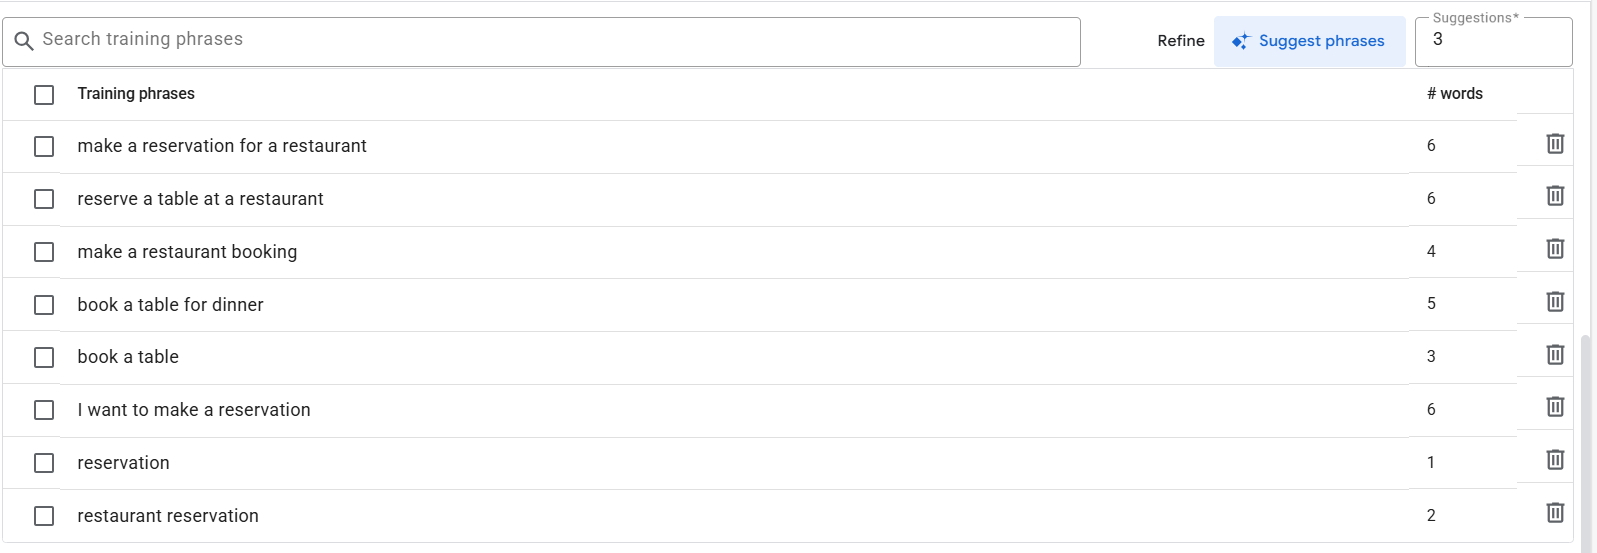 Suggestions*
Search training phrases Refine Suggest phrases 3
Training phrases # words
make a reservation for a restaurant 6
reserve a table at a restaurant 6
make a restaurant booking 4
book a table for dinner 5
book a table 3
I want to make a reservation 6
reservation 1
restaurant reservation 2